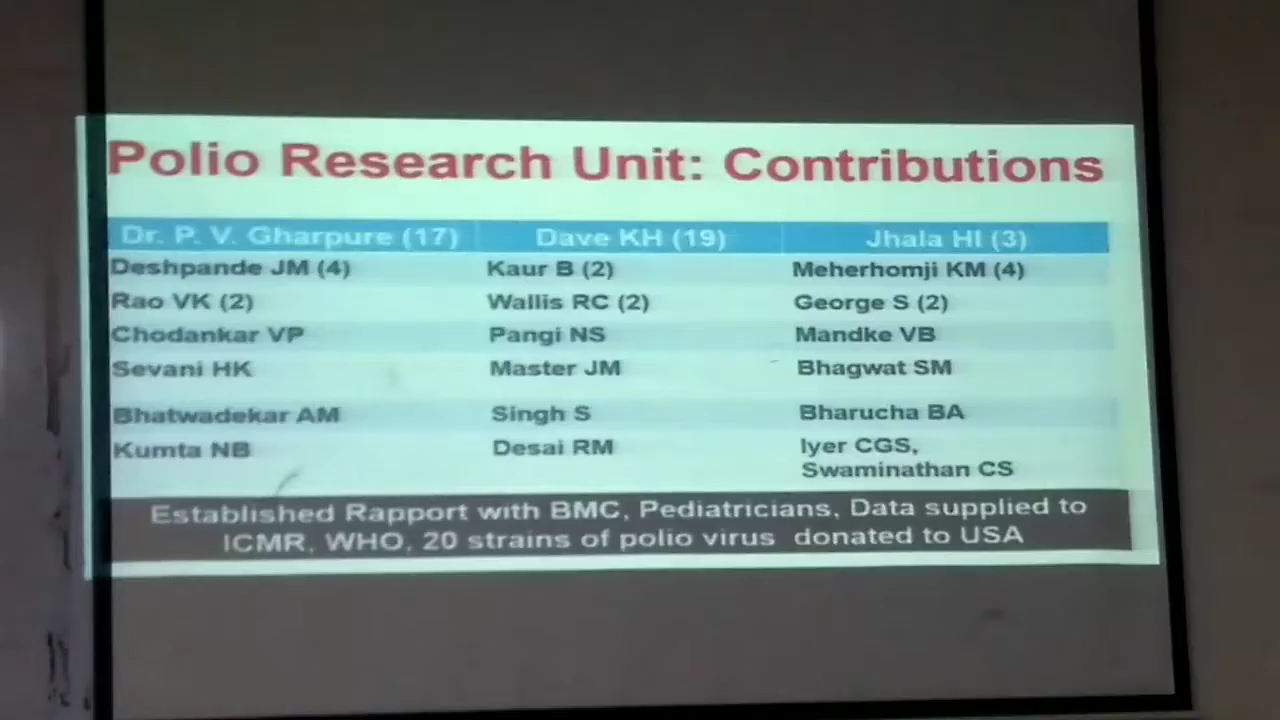 Polio Research Unit: Contributions
Dr. P. V. Gharpure (17) Dave KH (19) Jhala HI (3)
Deshpande JM (4) Kaur B (2) Meherhomji KM (4)
Rao VK (2) Wallis RC (2) George S (2)
Chodankar VP Pangi NS Mandke VB
Sevani HK Master JM Bhagwat SM
Bhatwadekar AM Singh S Bharucha BA
Kumta NB Desai RM Iyer CGS,
Swaminathan CS
Established Rapport with BMC, Pediatricians, Data supplied to
ICMR, WHO, 20 strains of polio virus donated to USA